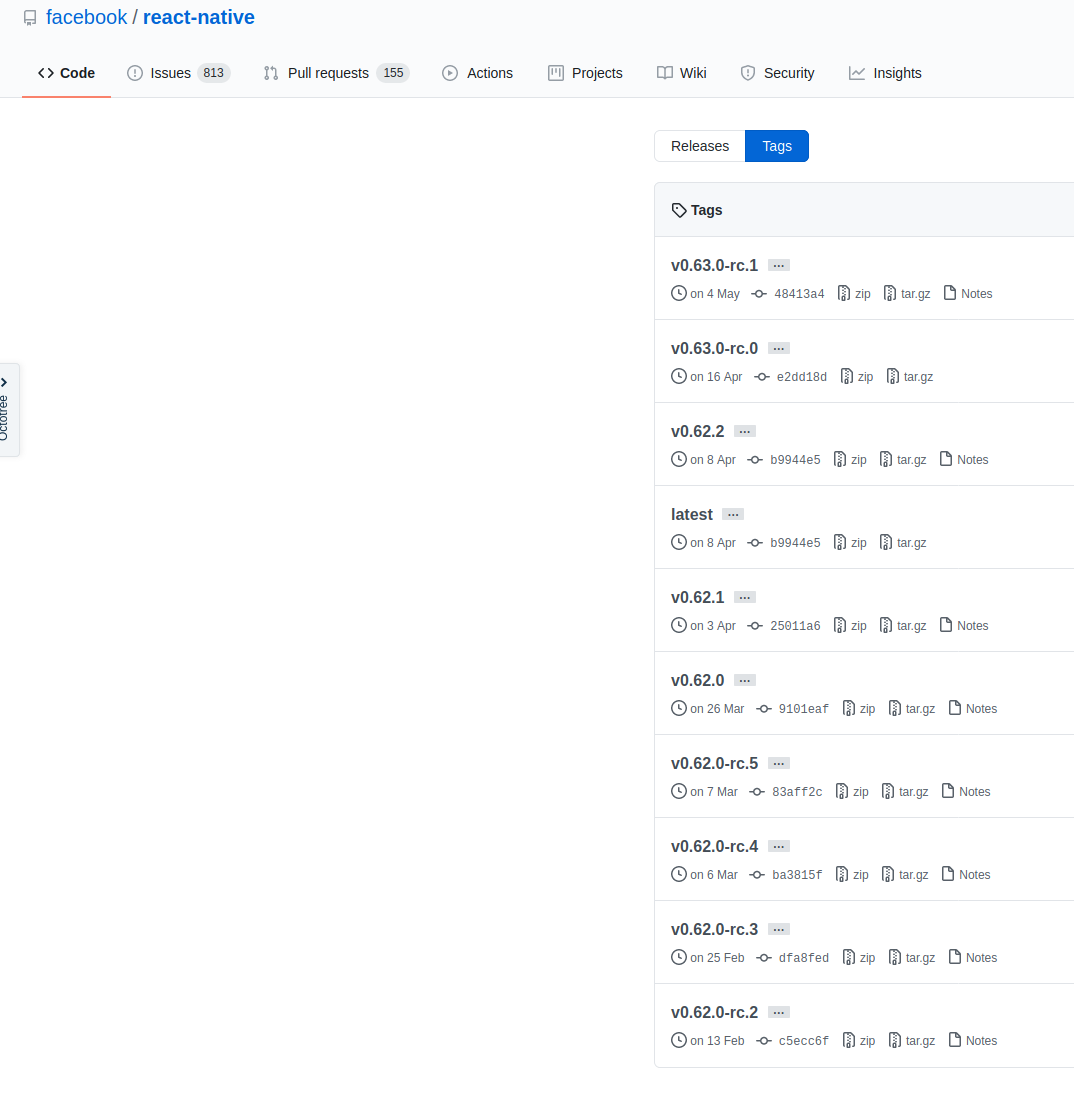 facebook / react-native
Code Issues 813 Pull requests 155 Actions Projects Wiki Security Insights
Releases Tags
Tags
v0.63.0-rc.1 ...
on 4 May 48413a4 zip tar.gz Notes
v0.63.0-rc.0 ...
on 16 Apr e2dd18d zip tar.gz
Octotree
v0.62.2 ...
on 8 Apr b9944e5 zip tar.gz Notes
latest ...
on 8 Apr b9944e5 zip tar.gz
v0.62.1 ...
on 3 Apr 25011a6 zip tar.gz Notes
v0.62.0 ...
on 26 Mar 9101eaf zip tar.gz Notes
v0.62.0-rc.5 ...
on 7 Mar 83aff2c zip tar.gz Notes
v0.62.0-rc.4 ...
on 6 Mar ba3815f zip tar.gz Notes
v0.62.0-rc.3 ...
on 25 Feb dfa8fed zip tar.gz Notes
v0.62.0-rc.2 ...
on 13 Feb c5ecc6f zip tar.gz Notes